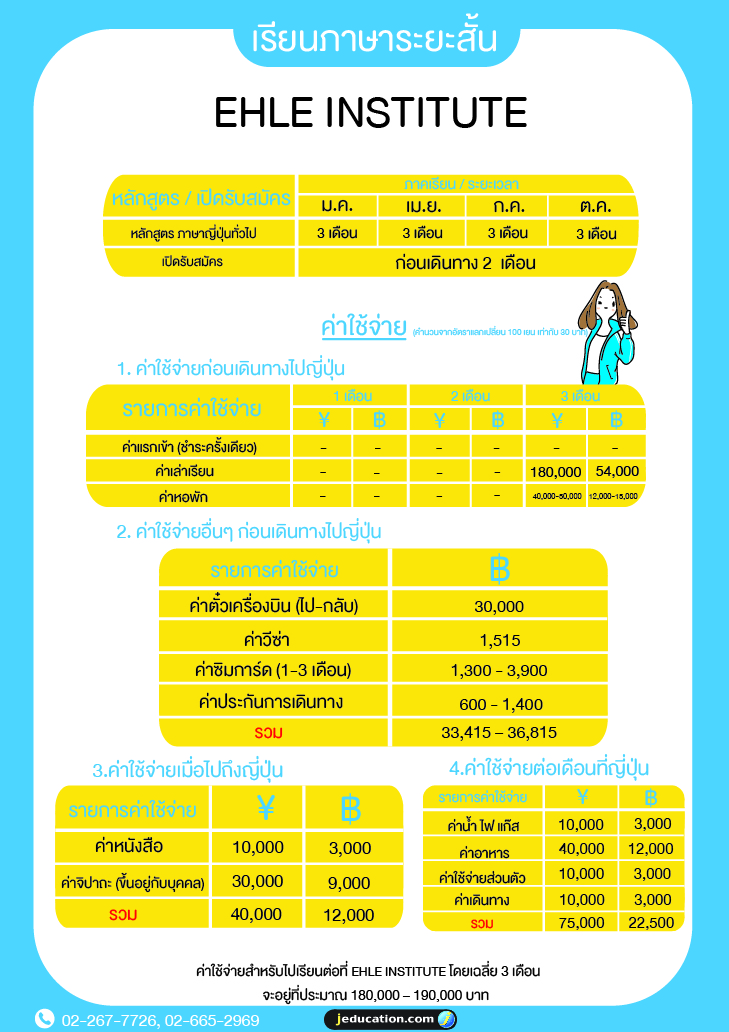 เรียนภาษาระยะสั้น
EHLE INSTITUTE
หลักสูตร / เปิดรับสมัคร ภาคเรียน / ระยะเวลา
ม.ค. เม.ย. ก.ค. ต.ค.
หลักสูตร ภาษาญี่ปุ่นทั่วไป 3 เดือน 3 เดือน 3 เดือน 3 เดือน
เปิดรับสมัคร ก่อนเดินทาง 2 เดือน
ค่าใช้จ่าย (คำนวนจากอัตราแลกเปลี่ยน 100 เยน เท่ากับ 30 บาท)
1. ค่าใช้จ่ายก่อนเดินทางไปญี่ปุ่น
รายการค่าใช้จ่าย 1 เดือน 2 เดือน 3 เดือน
¥ ฿ ¥ ฿ ¥ ฿
ค่าแรกเข้า (ชำระครั้งเดียว) – – – – – –
ค่าเล่าเรียน – – – – 180,000 54,000
ค่าหอพัก – – – – 40,000-50,000 12,000-15,000
2. ค่าใช้จ่ายอื่นๆ ก่อนเดินทางไปญี่ปุ่น
รายการค่าใช้จ่าย ฿
ค่าตั๋วเครื่องบิน (ไป-กลับ) 30,000
ค่าวีซ่า 1,515
ค่าซิมการ์ด (1-3 เดือน) 1,300 - 3,900
ค่าประกันการเดินทาง 600 - 1,400
รวม 33,415 – 36,815
3.ค่าใช้จ่ายเมื่อไปถึงญี่ปุ่น
รายการค่าใช้จ่าย ¥ ฿
ค่าหนังสือ 10,000 3,000
ค่าจิปาถะ (ขึ้นอยู่กับบุคคล) 30,000 9,000
รวม 40,000 12,000
4.ค่าใช้จ่ายต่อเดือนที่ญี่ปุ่น
รายการค่าใช้จ่าย ¥ ฿
ค่าน้ำ ไฟ แก๊ส 10,000 3,000
ค่าอาหาร 40,000 12,000
ค่าใช้จ่ายส่วนตัว 10,000 3,000
ค่าเดินทาง 10,000 3,000
รวม 75,000 22,500
ค่าใช้จ่ายสำหรับไปเรียนต่อที่ EHLE INSTITUTE โดยเฉลี่ย 3 เดือน
จะอยู่ที่ประมาณ 180,000 – 190,000 บาท
02-267-7726, 02-665-2969
jeducation.com